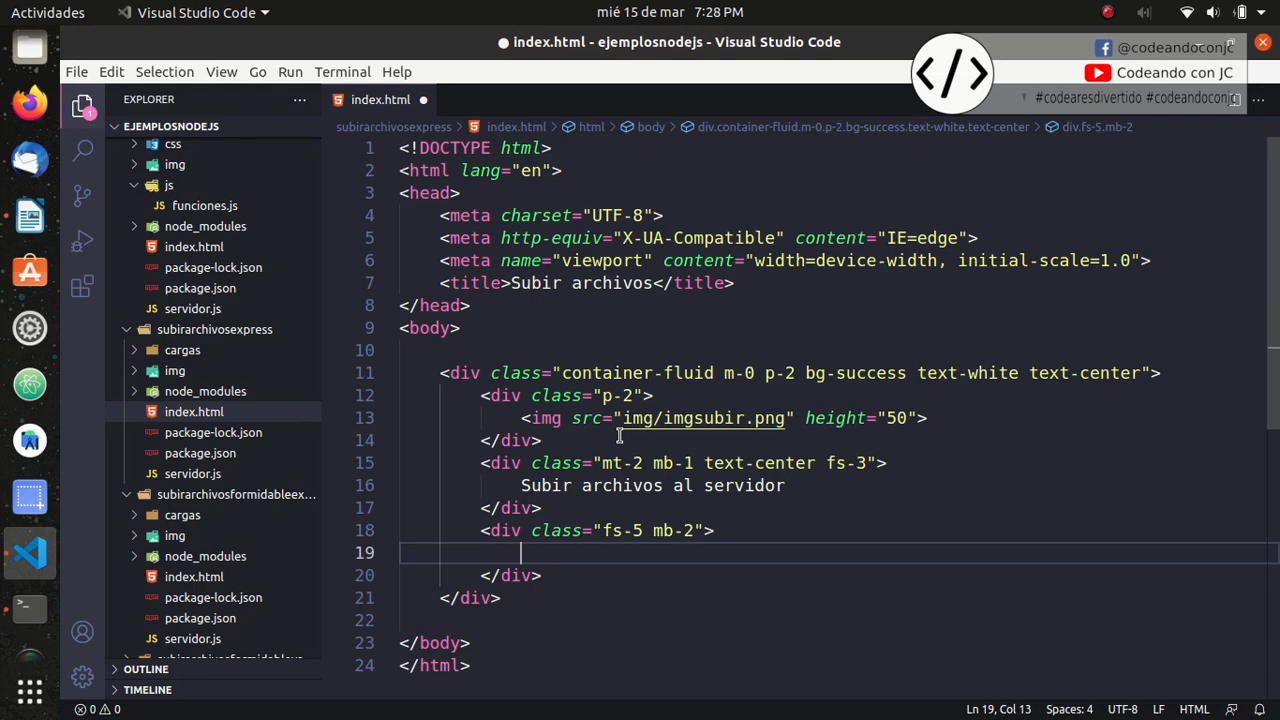 Actividades
Visual Studio Code
mié 15 de mar 7:28 PM
index.html - ejemplosnodejs - Visual Studio Code
@codeandoconjc
Codeando con JC
#codearesdivertido #codeandoconjc
File Edit Selection View Go Run Terminal Help
EXPLORER
index.html
1
EJEMPLOSNODEJS
css
img
js
funciones.js
node_modules
index.html
package-lock.json
package.json
servidor.js
subirarchivosexpress
cargas
img
node_modules
index.html
package-lock.json
package.json
servidor.js
subirarchivosformidableex...
cargas
img
node_modules
index.html
package-lock.json
package.json
servidor.js
OUTLINE
TIMELINE
subirarchivosexpress > index.html > html > body > div.container-fluid.m-0.p-2.bg-success.text-white.text-center > div.fs-5.mb-2
1 <!DOCTYPE html>
2 <html lang="en">
3 <head>
4 <meta charset="UTF-8">
5 <meta http-equiv="X-UA-Compatible" content="IE=edge">
6 <meta name="viewport" content="width=device-width, initial-scale=1.0">
7 <title>Subir archivos</title>
8 </head>
9 <body>
10
11 <div class="container-fluid m-0 p-2 bg-success text-white text-center">
12 <div class="p-2">
13 <img src="img/imgsubir.png" height="50">
14 </div>
15 <div class="mt-2 mb-1 text-center fs-3">
16 Subir archivos al servidor
17 </div>
18 <div class="fs-5 mb-2">
19
20 </div>
21 </div>
22
23 </body>
24 </html>
0 0
Ln 19, Col 13 Spaces: 4 UTF-8 LF HTML